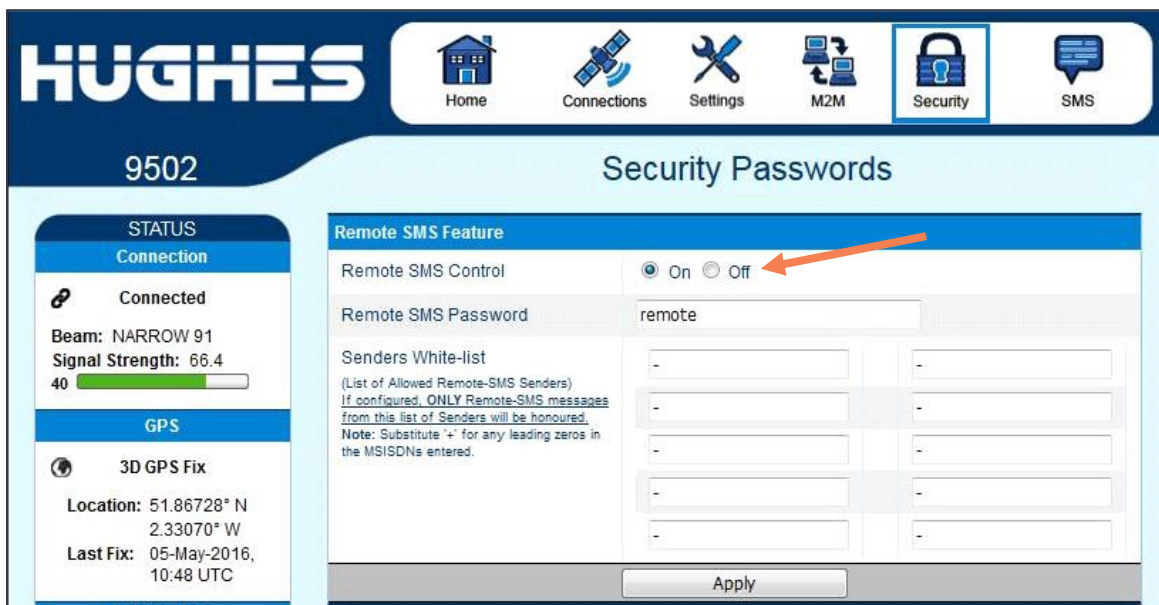 HUGHES
Home Connections Settings M2M Security SMS
9502
Security Passwords
STATUS
Connection
Connected
Beam: NARROW 91
Signal Strength: 66.4
40
GPS
3D GPS Fix
Location: 51.86728° N
2.33070° W
Last Fix: 05-May-2016,
10:48 UTC
Remote SMS Feature
Remote SMS Control On Off
Remote SMS Password remote
Senders White-list
(List of Allowed Remote-SMS Senders)
If configured, ONLY Remote-SMS messages
from this list of Senders will be honoured.
Note: Substitute '+' for any leading zeros in
the MSISDNs entered.
- -
- -
- -
- -
- -
Apply